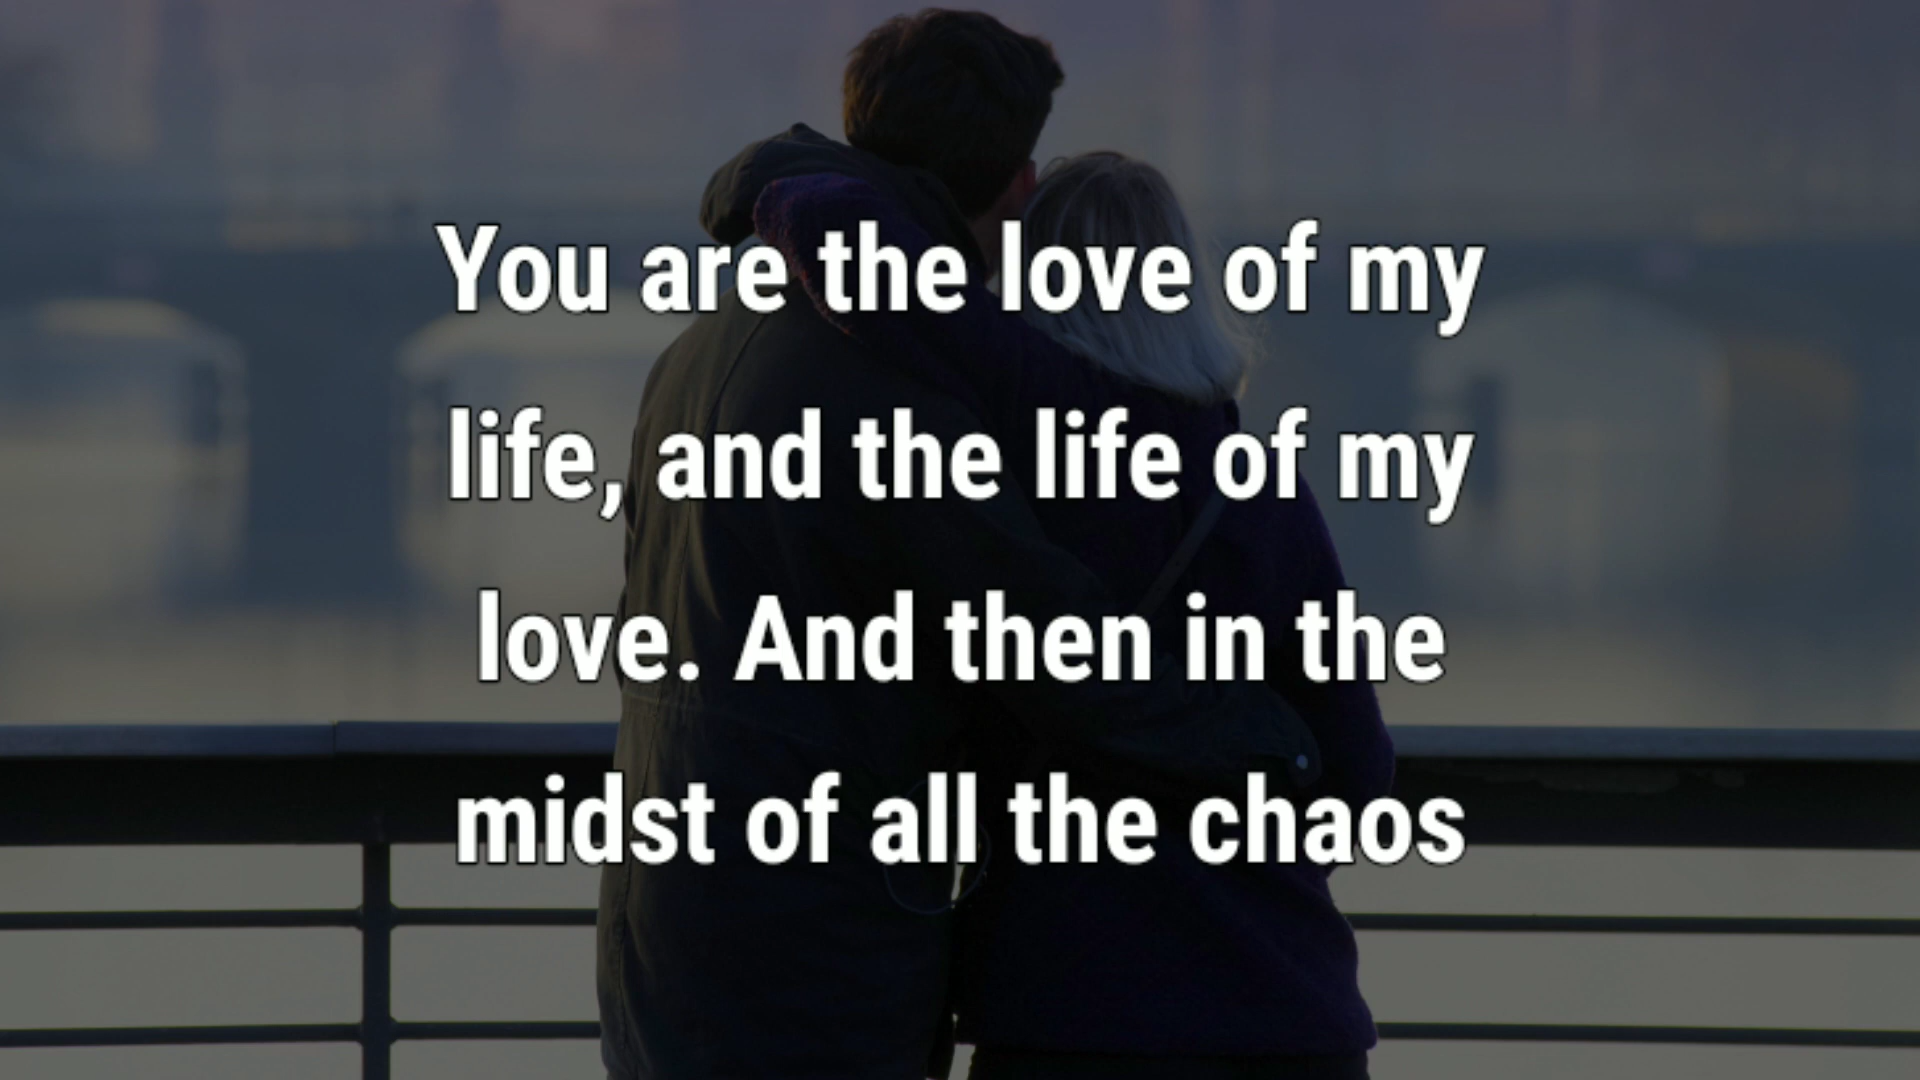 You are the love of my
life, and the life of my
love. And then in the
midst of all the chaos